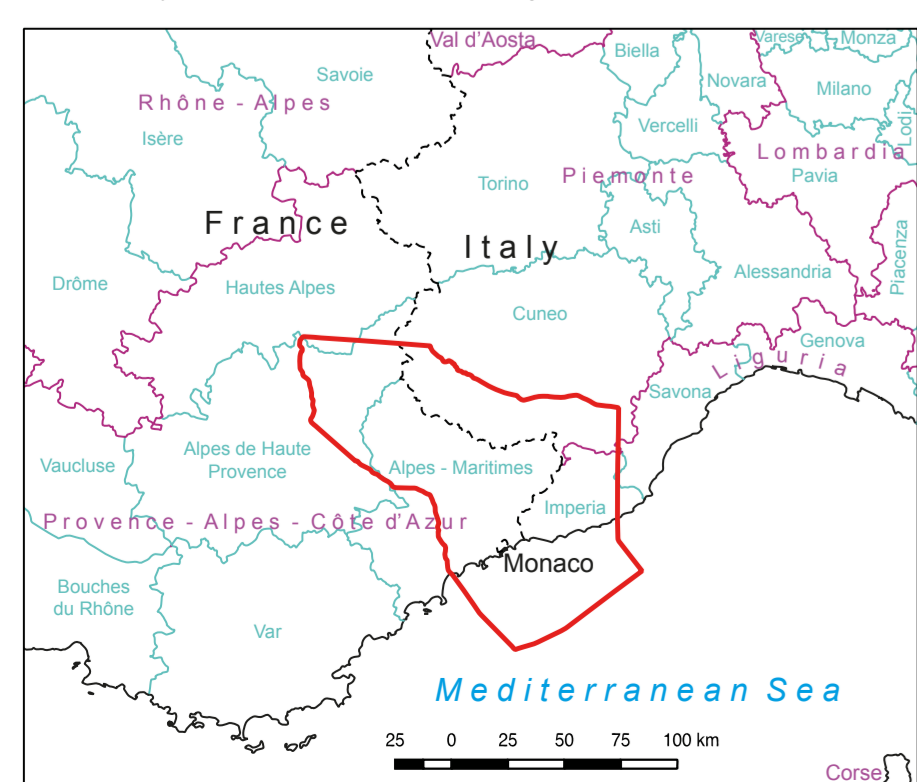 Val d'Aosta
Varese
Monza
Biella
Savoie
Novara
Milano
Rhône - Alpes
Isère
Vercelli
Lodi
Lombardia
Torino
Piemonte
Pavia
France
Asti
Italy
Alessandria
Piacenza
Drôme
Hautes Alpes
Cuneo
Genova
Liguria
Savona
Alpes de Haute
Provence
Vaucluse
Alpes - Maritimes
Imperia
Provence - Alpes - Côte d'Azur
Monaco
Bouches
du Rhône
Var
Mediterranean Sea
25 0 25 50 75 100 km
Corse